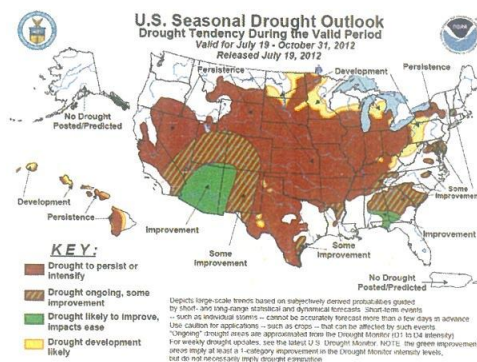 U.S. Seasonal Drought Outlook
Drought Tendency During the Valid Period
Valid for July 19 - October 31, 2012
Released July 19, 2012
NOAA
Persistence
Development
Persistence
No Drought
Posted/Predicted
Development
Persistence
Improvement
Some
Improvement
Some
Improvement
Improvement
Some
Improvement
No Drought
Posted/Predicted
KEY:
Drought to persist or
intensify
Drought ongoing, some
improvement
Drought likely to improve,
impacts ease
Drought development
likely
Depicts large-scale trends based on subjectively derived probabilities guided
by short- and long-range statistical and dynamical forecasts. Short-term events
-- such as individual storms -- cannot be accurately forecast more than a few days in advance.
Use caution for applications -- such as crops -- that can be affected by such events.
"Ongoing" drought areas are approximated from the Drought Monitor (D1 to D4 intensity)
For weekly drought updates, see the latest U.S. Drought Monitor. NOTE: the green improvement
areas imply at least a 1-category improvement in the Drought Monitor intensity levels,
but do not necessarily imply drought elimination